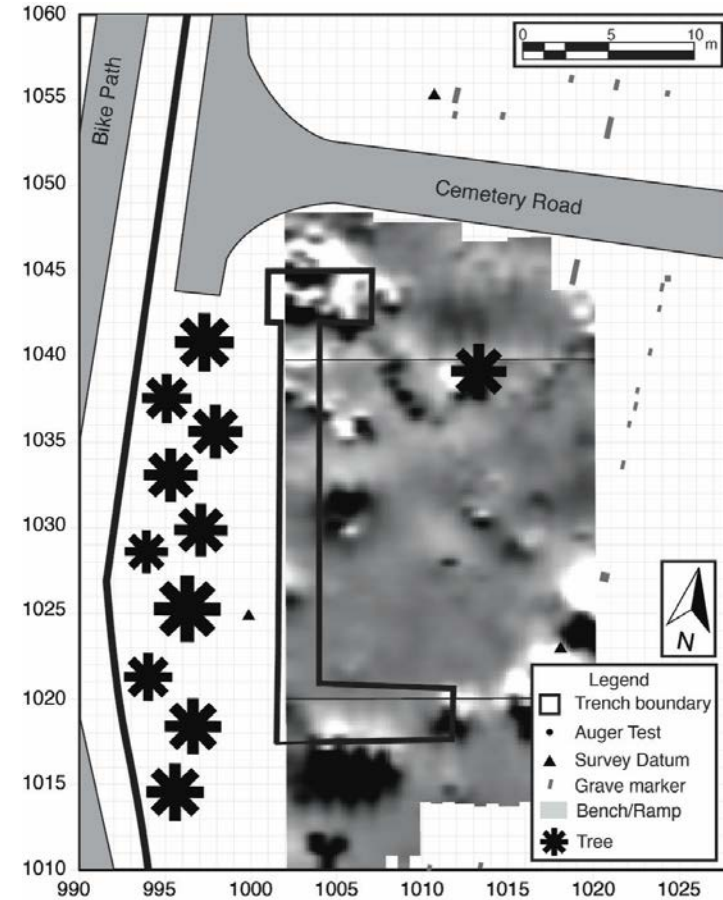 1060
1055
1050
1045
1040
1035
1030
1025
1020
1015
1010
990
995
1000
1005
1010
1015
1020
1025
0
5
10
m
Bike Path
Cemetery Road
N
Legend
Trench boundary
Auger Test
Survey Datum
Grave marker
Bench/Ramp
Tree